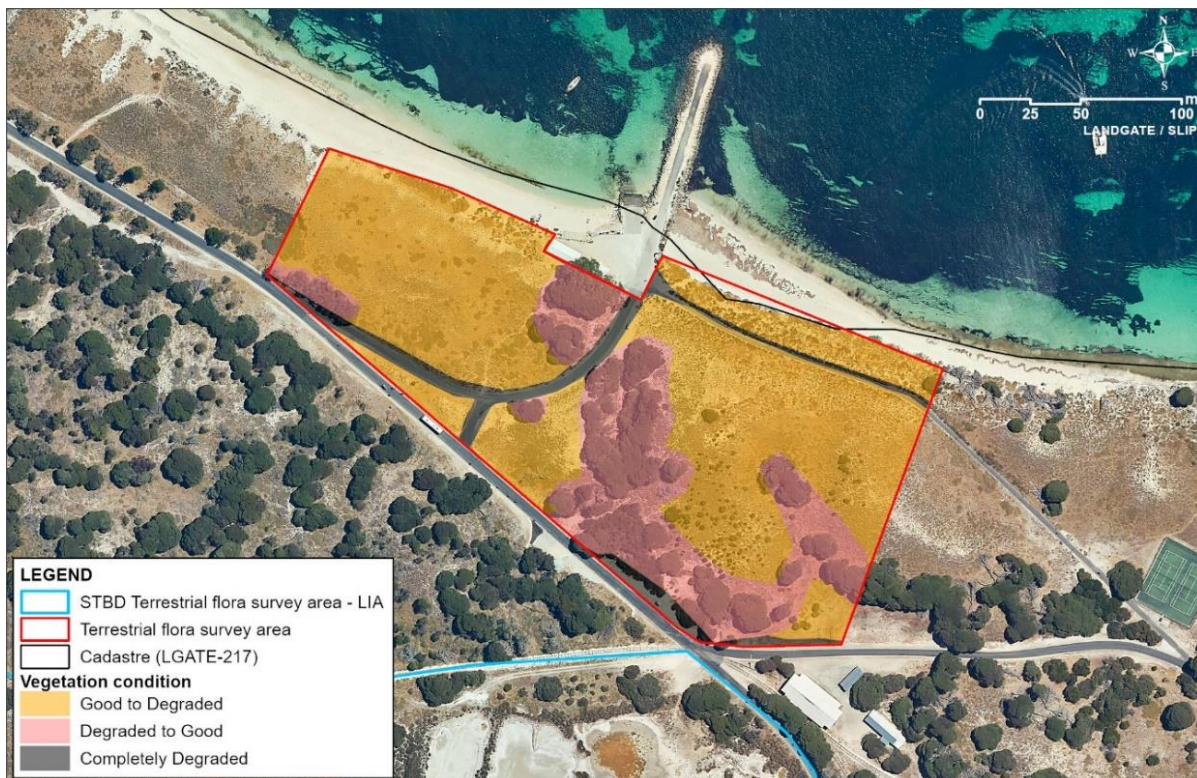 N
W E
S
0 25 50 100
m
LANDGATE / SLIP
LEGEND
STBD Terrestrial flora survey area - LIA
Terrestrial flora survey area
Cadastre (LGATE-217)
Vegetation condition
Good to Degraded
Degraded to Good
Completely Degraded